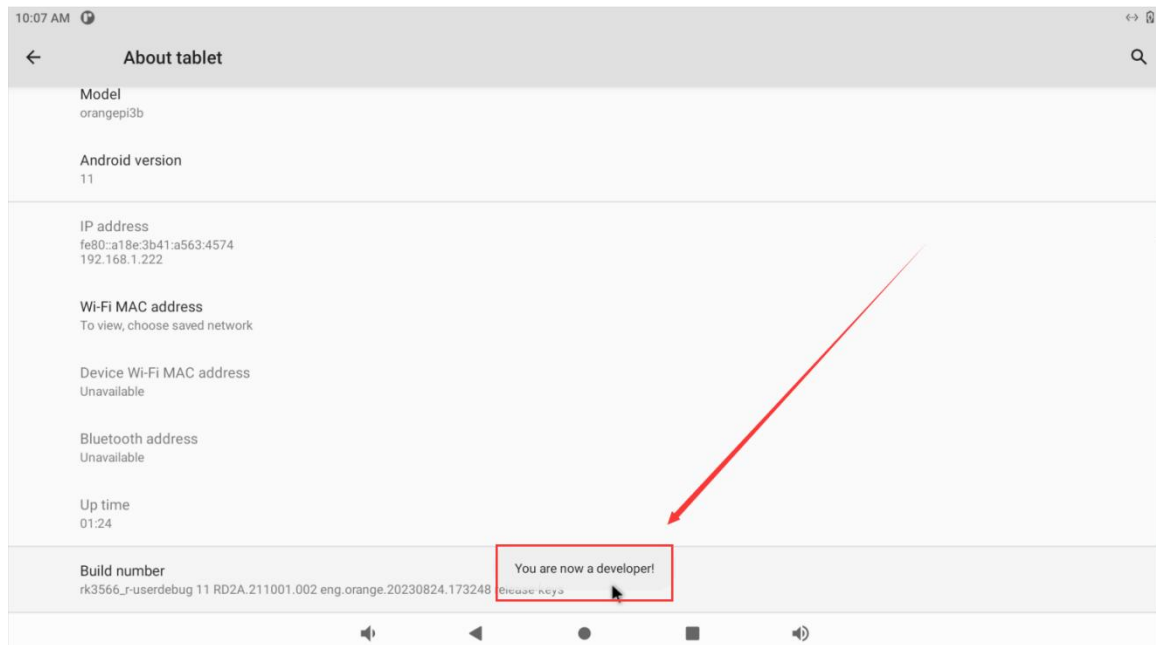 10:07 AM
About tablet
Model
orangepi3b
Android version
11
IP address
fe80::a18e:3b41:a563:4574
192.168.1.222
Wi-Fi MAC address
To view, choose saved network
Device Wi-Fi MAC address
Unavailable
Bluetooth address
Unavailable
Up time
01:24
You are now a developer!
Build number
rk3566_r-userdebug 11 RD2A.211001.002 eng.orange.20230824.173248 release-keys